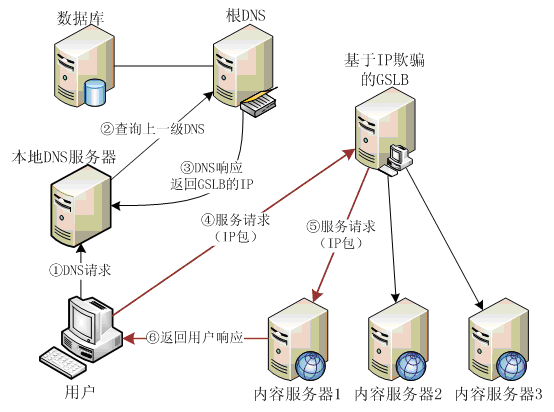 数据库
根DNS
基于IP欺骗
的GSLB
②查询上一级DNS
本地DNS服务器
③DNS响应
返回GSLB的IP
④服务请求
（IP包）
⑤服务请求
（IP包）
①DNS请求
⑥返回用户响应
用户
内容服务器1
内容服务器2
内容服务器3